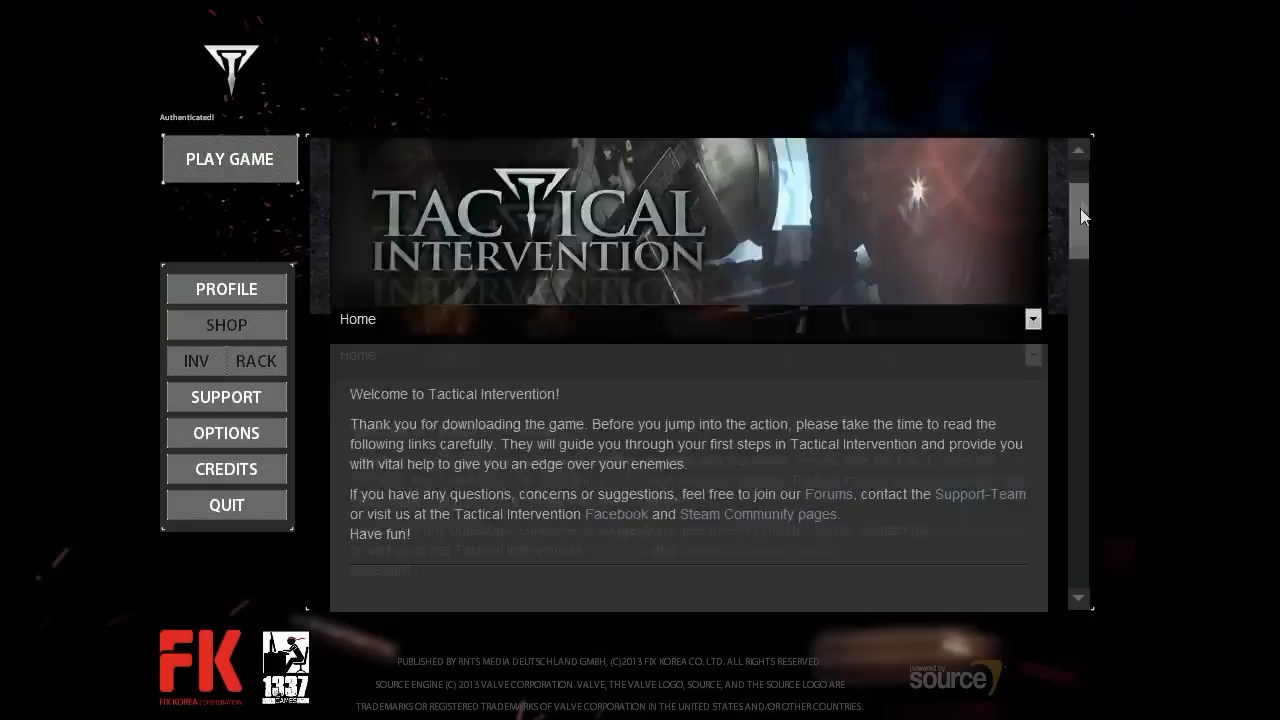 Authenticated!
PLAY GAME
TACTICAL
INTERVENTION
Home
PROFILE
SHOP
INV RACK
SUPPORT
OPTIONS
CREDITS
QUIT
Home
Welcome to Tactical Intervention!
Thank you for downloading the game. Before you jump into the action, please take the time to read the
following links carefully. They will guide you through your first steps in Tactical Intervention and provide you
with vital help to give you an edge over your enemies.
If you have any questions, concerns or suggestions, feel free to join our Forums, contact the Support-Team
or visit us at the Tactical Intervention Facebook and Steam Community pages.
Have fun!
FK
FIX KOREA CORPORATION
1337
GAMES
PUBLISHED BY RNTS MEDIA DEUTSCHLAND GMBH, (C)2013 FIX KOREA CO. LTD. ALL RIGHTS RESERVED.
SOURCE ENGINE (C) 2013 VALVE CORPORATION. VALVE, THE VALVE LOGO, SOURCE, AND THE SOURCE LOGO ARE
TRADEMARKS OR REGISTERED TRADEMARKS OF VALVE CORPORATION IN THE UNITED STATES AND/OR OTHER COUNTRIES.
powered by
source